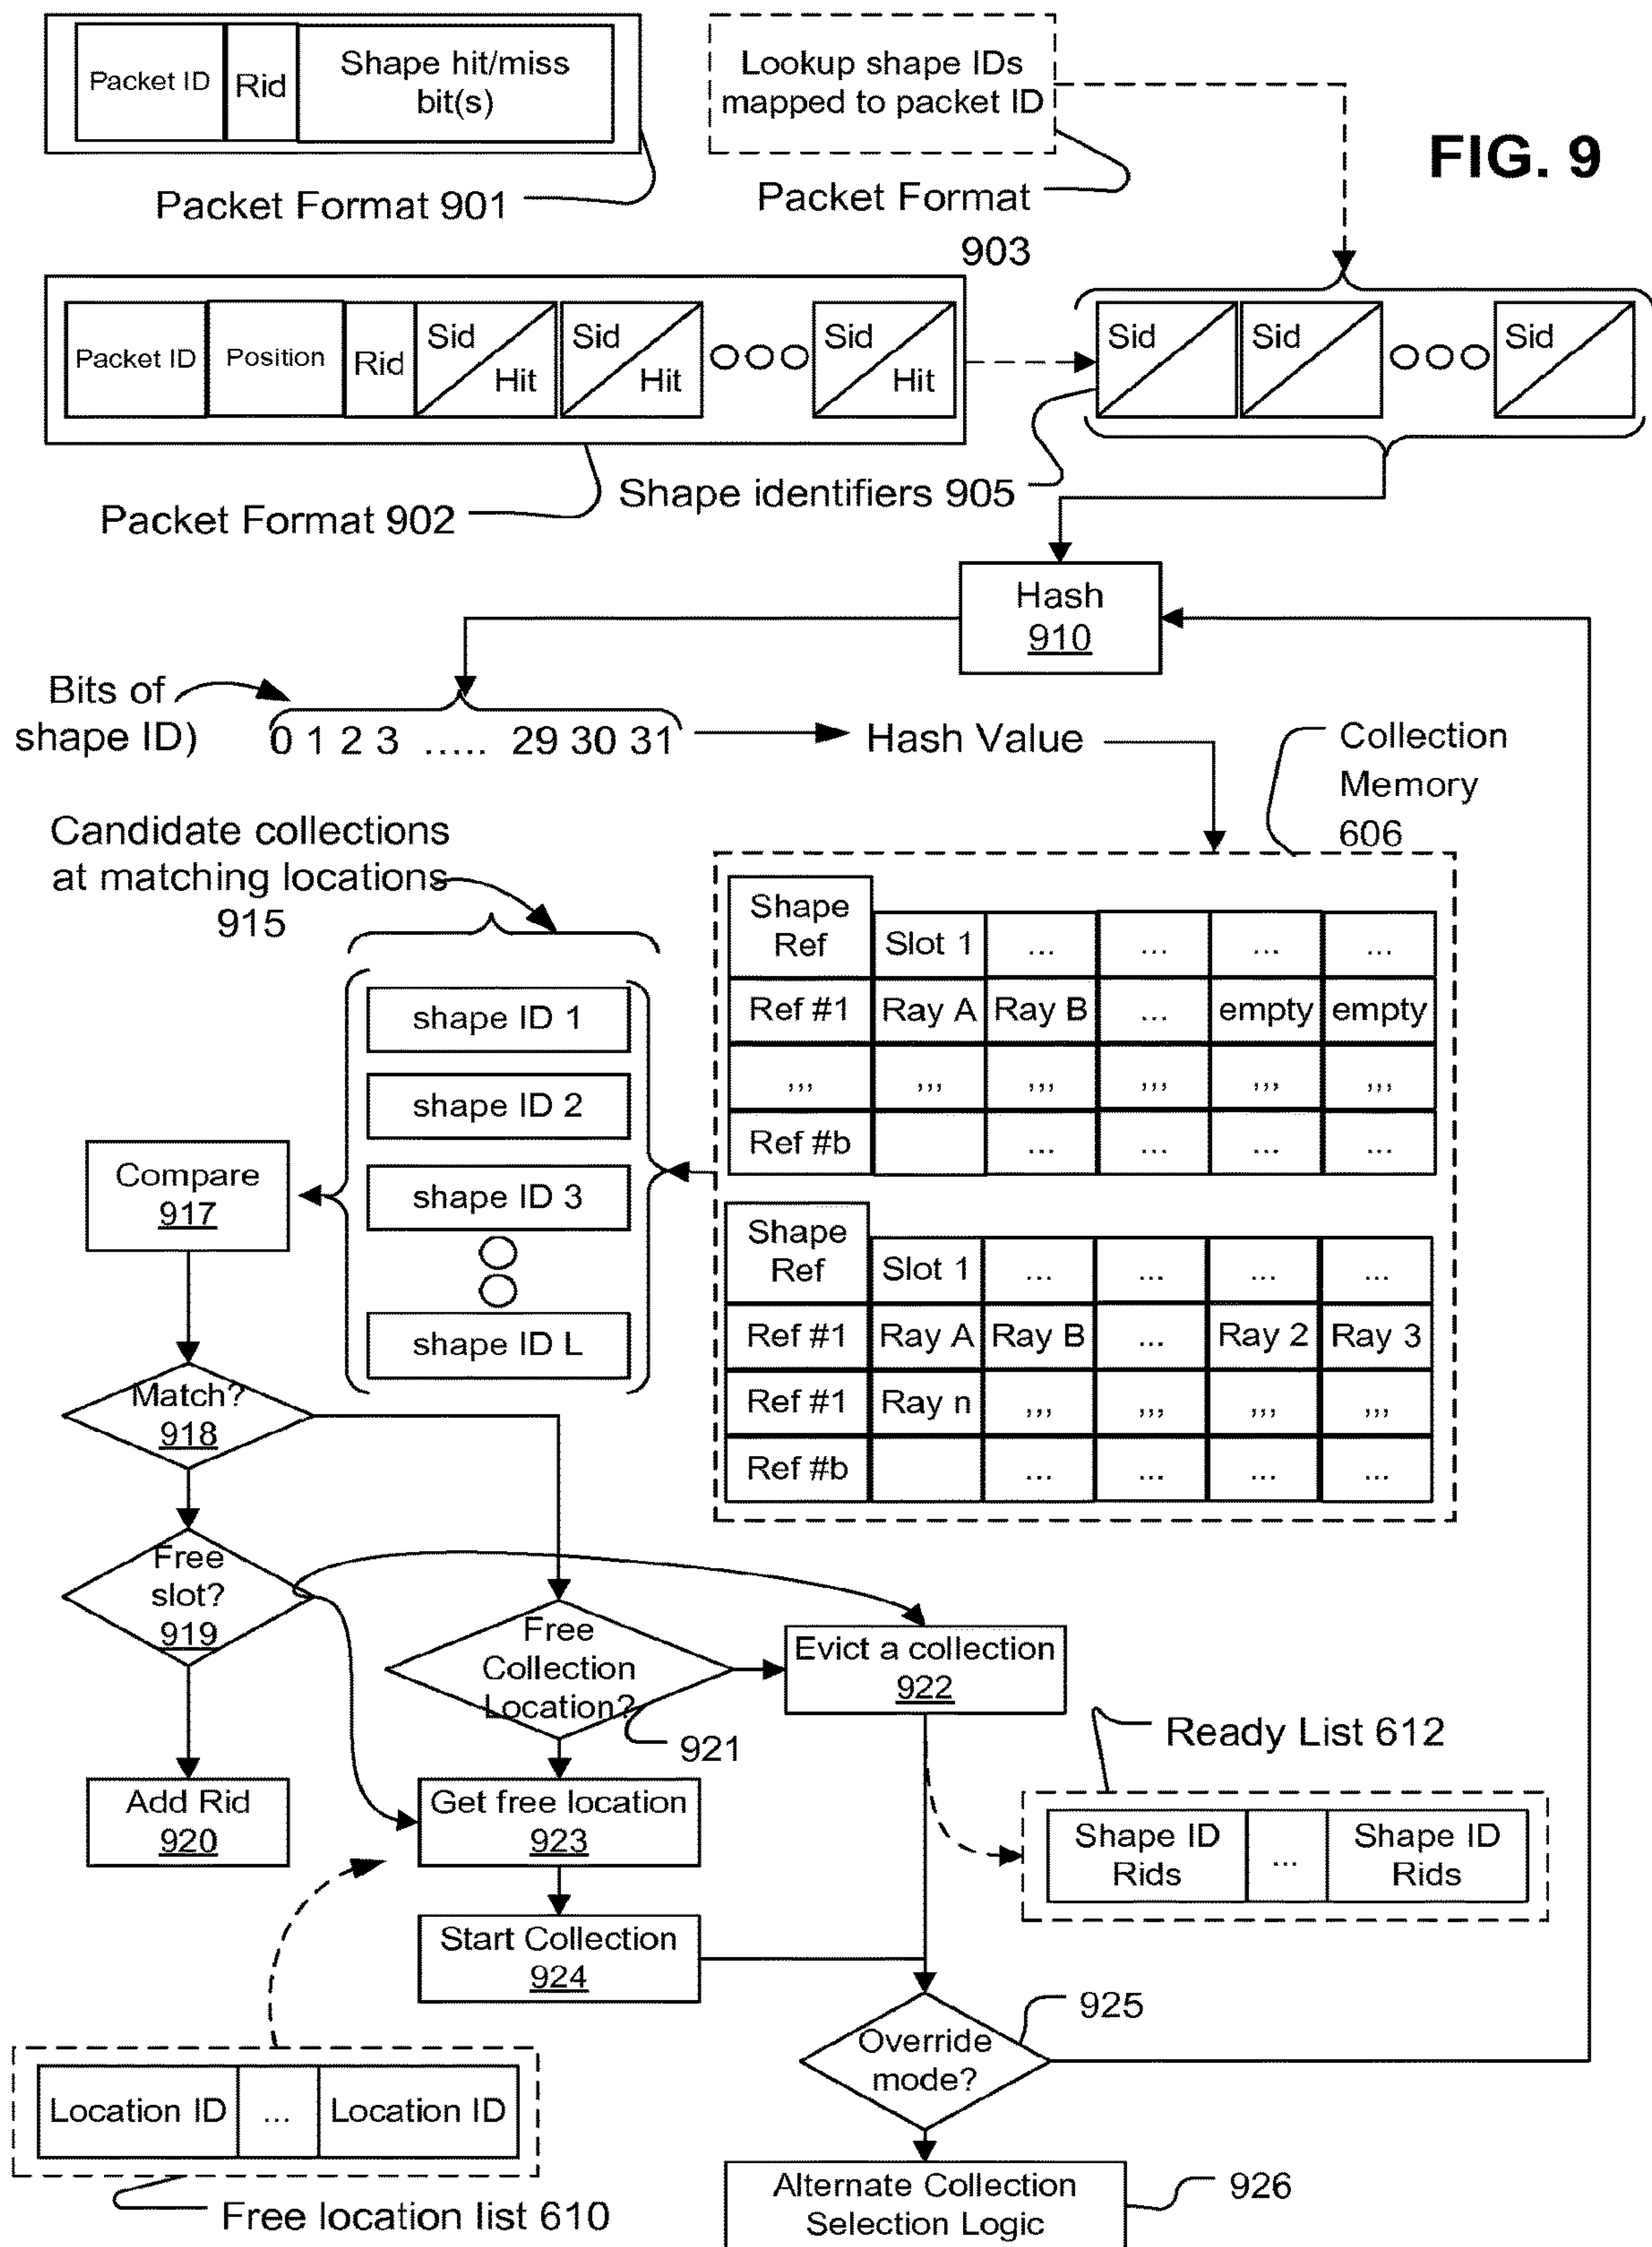 Packet ID
Rid
Shape hit/miss
bit(s)
Lookup shape IDs
mapped to packet ID
FIG. 9
Packet Format 901
Packet Format
903
Packet ID
Position
Rid
Sid
Hit
Sid
Hit
Sid
Hit
Sid
Sid
Sid
Shape identifiers 905
Packet Format 902
Hash
910
Bits of
shape ID)
0 1 2 3 ..... 29 30 31
Hash Value
Collection
Memory
606
Candidate collections
at matching locations
915
Shape
Ref
Slot 1 ... ... ... ...
Ref #1 Ray A Ray B ... empty empty
,,, ,,, ,,, ,,, ,,, ,,,
Ref #b ... ... ... ...
shape ID 1
shape ID 2
shape ID 3
shape ID L
Compare
917
Shape
Ref
Slot 1 ... ... ... ...
Ref #1 Ray A Ray B ... Ray 2 Ray 3
Ref #1 Ray n ,,, ,,, ,,, ,,,
Ref #b ... ... ... ...
Match?
918
Free
slot?
919
Free
Collection
Location?
921
Evict a collection
922
Ready List 612
Add Rid
920
Get free location
923
Shape ID
Rids
...
Shape ID
Rids
Start Collection
924
925
Override
mode?
Location ID ... Location ID
Free location list 610
Alternate Collection
Selection Logic
926